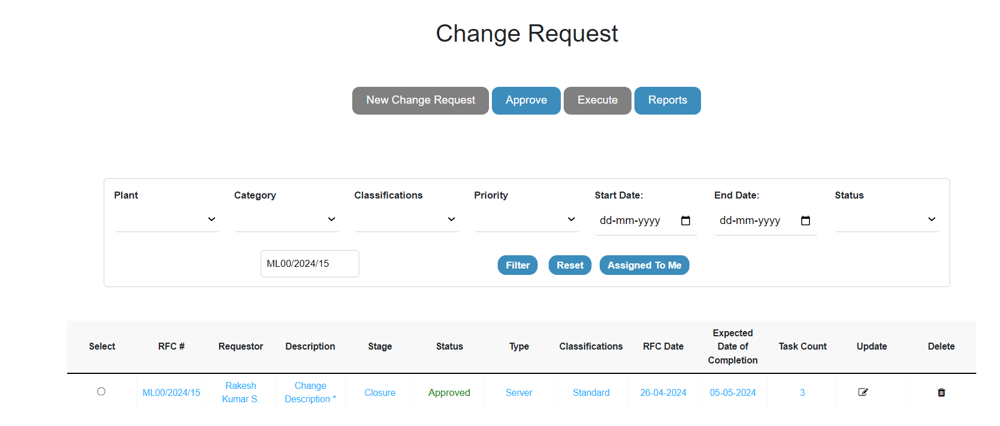 Change Request
New Change Request Approve Execute Reports
Plant Category Classifications Priority Start Date: End Date: Status
dd-mm-yyyy dd-mm-yyyy
ML00/2024/15 Filter Reset Assigned To Me
Select RFC # Requestor Description Stage Status Type Classifications RFC Date Expected Date of Completion Task Count Update Delete
ML00/2024/15 Rakesh Kumar S. Change Description * Closure Approved Server Standard 26-04-2024 05-05-2024 3